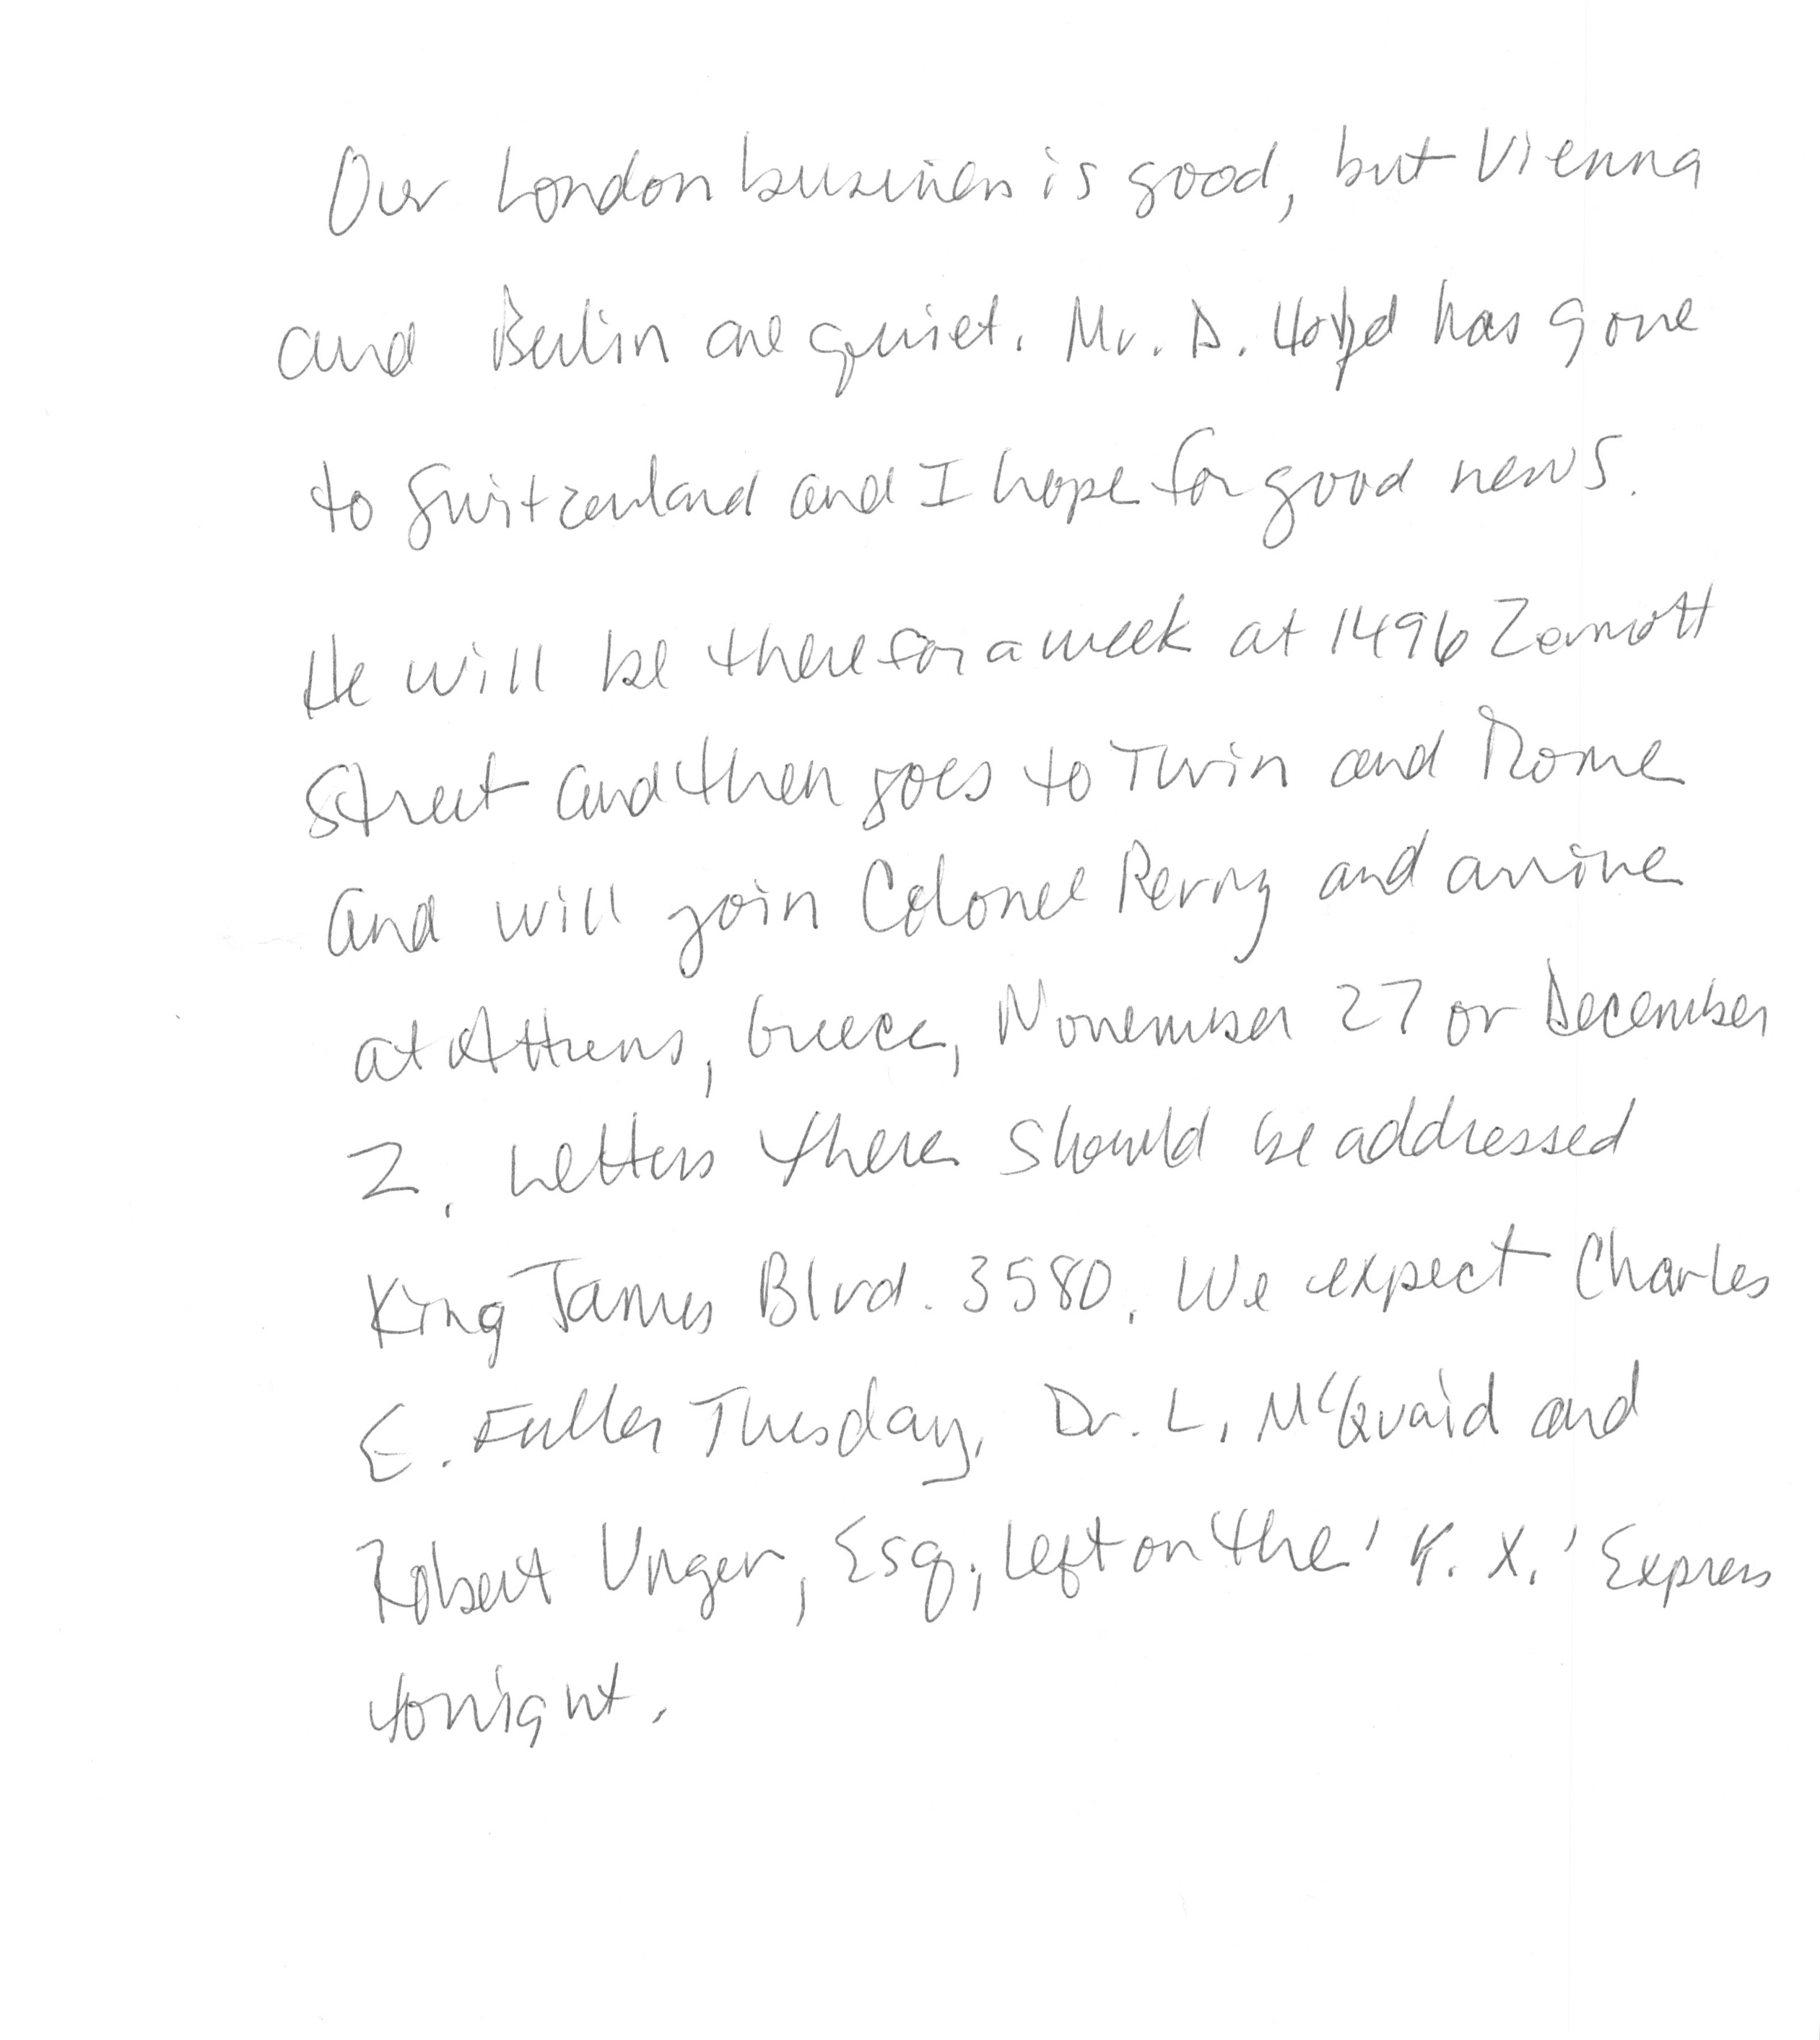 Our London business is good, but Vienna
and Berlin are quiet. Mr. D. Lloyd has gone
to Switzerland and I hope for good news.
He will be there for a week at 1496 Zermott
Street and then goes to Turin and Rome
and will join Colonel Perry and arrive
at Athens, Greece, November 27 or December
2. Letters there should be addressed
King James Blvd. 3580. We expect Charles
E. Fuller Tuesday. Dr. L. McQuaid and
Robert Unger, Esq., left on the 'K. X.' Express
tonight.